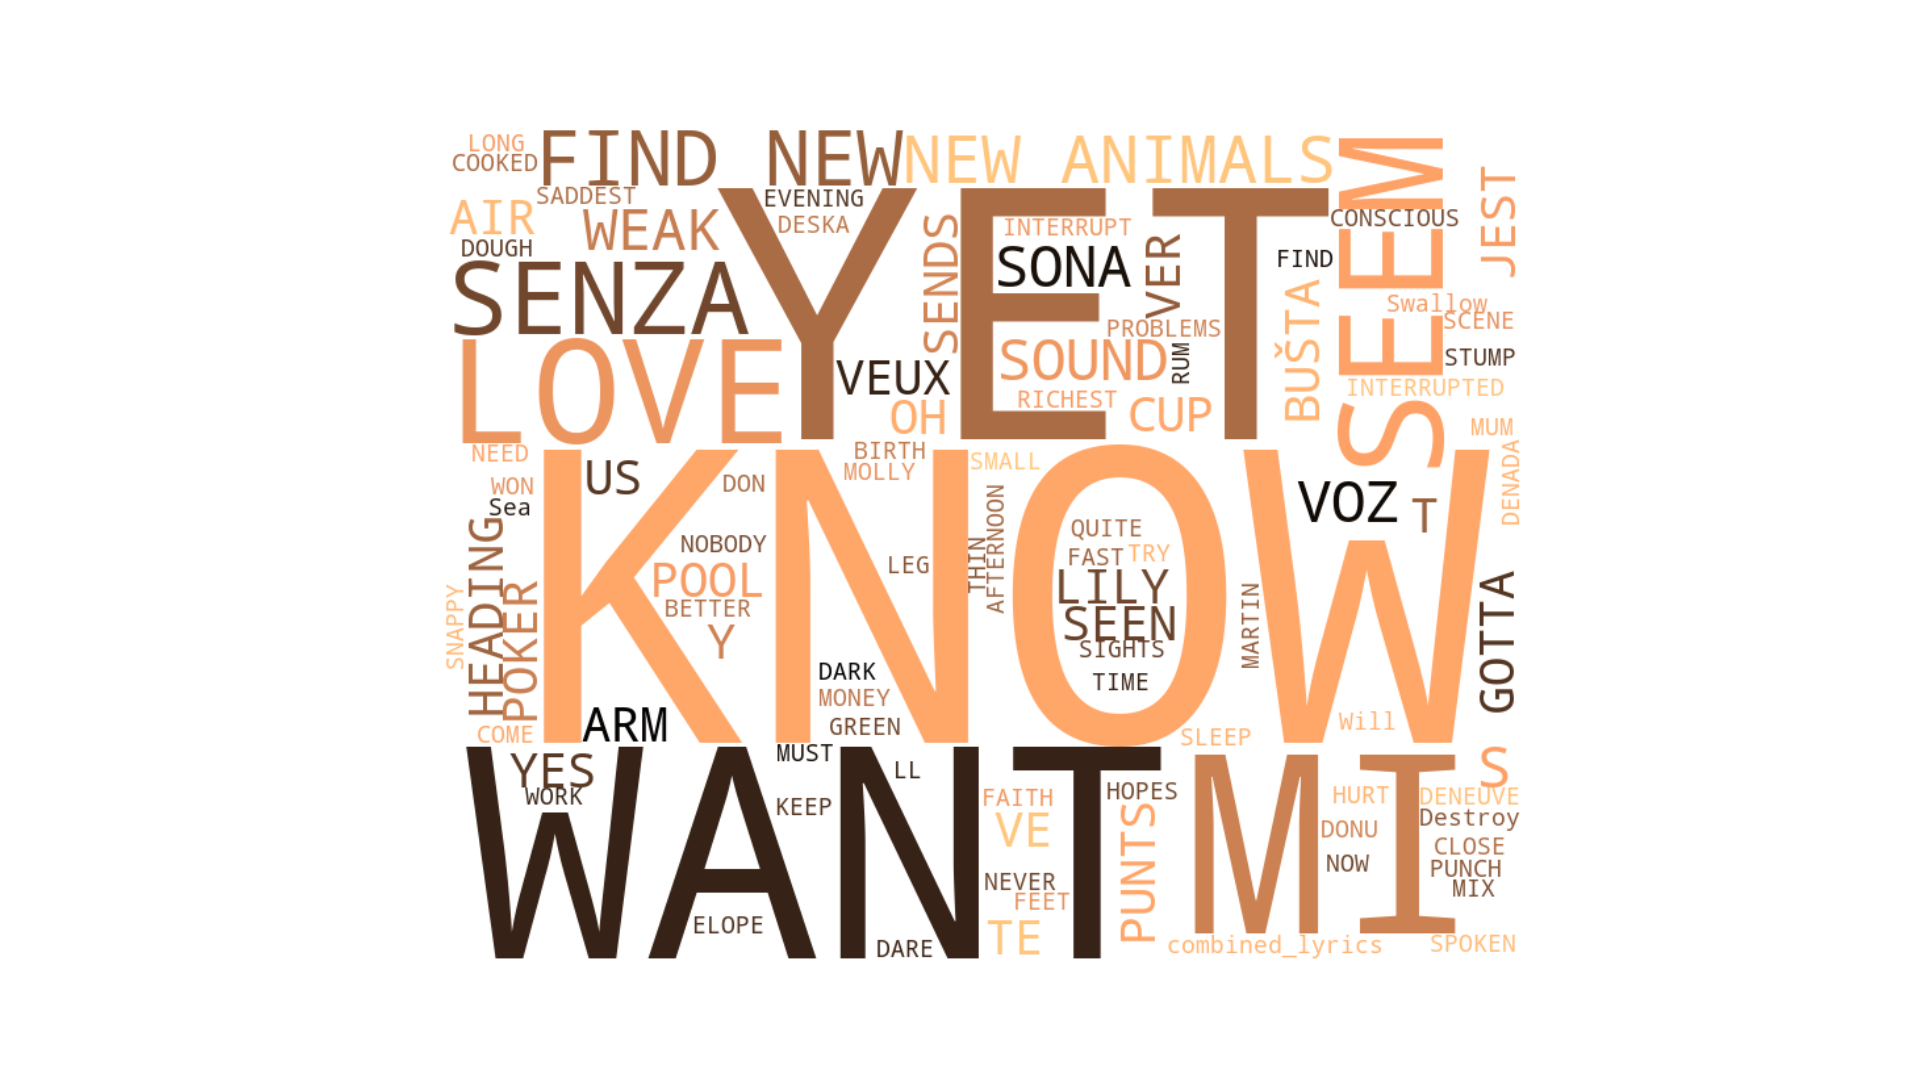 LONG
COOKED
FIND NEW
NEW ANIMALS
SEEM
JEST
SADDEST
EVENING
DESKA
AIR
WEAK
DOUGH
SENZA
YET
SENDS
INTERRUPT
SONA
VER
CONSCIOUS
FIND
BUŠTA
Swallow
SCENE
STUMP
INTERRUPTED
PROBLEMS
SOUND
RUM
RICHEST
CUP
LOVE
VEUX
OH
MUM
DENADA
NEED
WON
Sea
US
DON
BIRTH
MOLLY
SMALL
KNOW
VOZ
T
NOBODY
POOL
BETTER
Y
LEG
THIN
AFTERNOON
QUITE
FAST
TRY
LILY
SEEN
SIGHTS
TIME
MARTIN
GOTTA
SNAPPY
HEADING
POKER
COME
ARM
DARK
MONEY
GREEN
SLEEP
Will
YES
WORK
MUST
LL
KEEP
WANT
ELOPE
DARE
FAITH
VE
HOPES
NEVER
FEET
TE
PUNTS
MI
HURT
DONU
NOW
S
DENEUVE
Destroy
CLOSE
PUNCH
MIX
combined_lyrics
SPOKEN